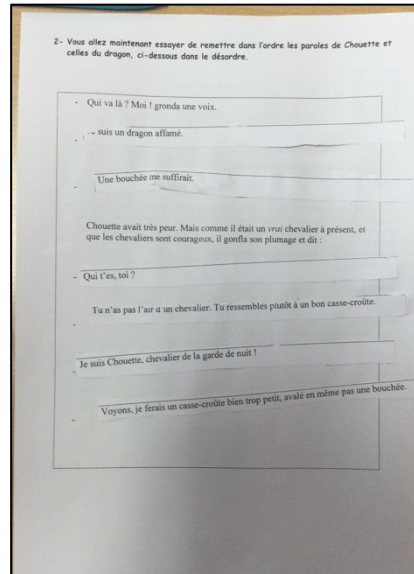 2- Vous allez maintenant essayer de remettre dans l'ordre les paroles de Chouette et
celles du dragon, ci-dessous dans le désordre.
- Qui va là ? Moi ! gronda une voix.
- suis un dragon affamé.
- Une bouchée me suffirait.
Chouette avait très peur. Mais comme il était un vrai chevalier à présent, et
que les chevaliers sont courageux, il gonfla son plumage et dit :
- Qui t'es, toi ?
- Tu n'as pas l'air d'un chevalier. Tu ressembles plutôt à un bon casse-croûte.
- Je suis Chouette, chevalier de la garde de nuit !
- Voyons, je ferais un casse-croûte bien trop petit, avalé en même pas une bouchée.